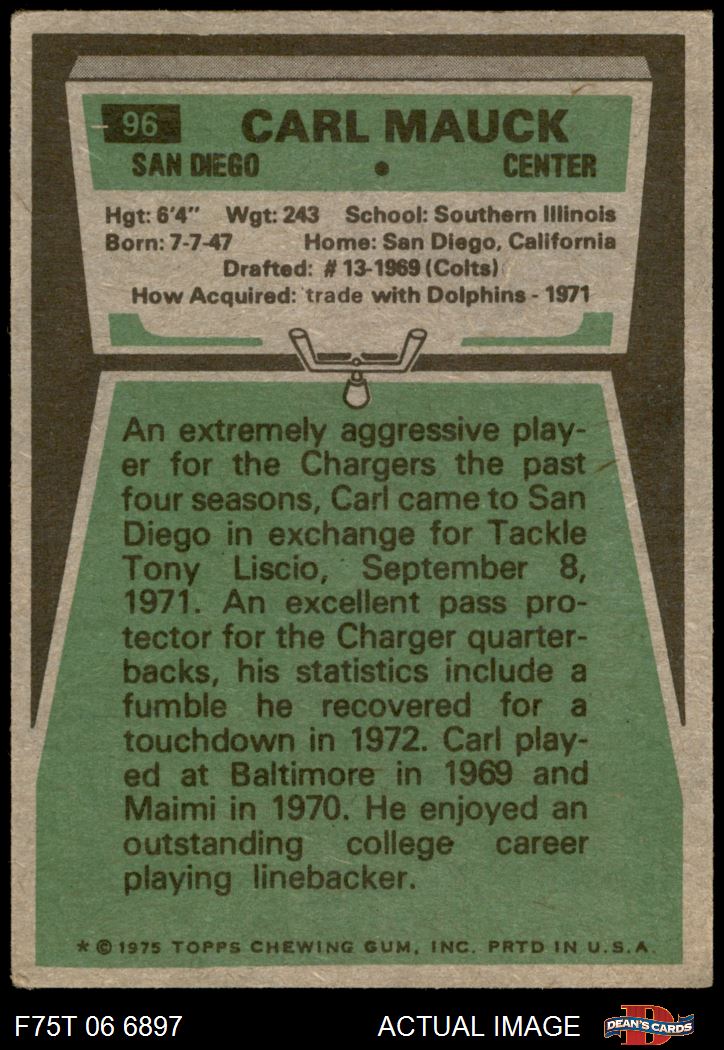 96 CARL MAUCK
SAN DIEGO • CENTER
Hgt: 6'4" Wgt: 243 School: Southern Illinois
Born: 7-7-47 Home: San Diego, California
Drafted: # 13-1969 (Colts)
How Acquired: trade with Dolphins - 1971
An extremely aggressive play-
er for the Chargers the past
four seasons, Carl came to San
Diego in exchange for Tackle
Tony Liscio, September 8,
1971. An excellent pass pro-
tector for the Charger quarter-
backs, his statistics include a
fumble he recovered for a
touchdown in 1972. Carl play-
ed at Baltimore in 1969 and
Maimi in 1970. He enjoyed an
outstanding college career
playing linebacker.
* © 1975 TOPPS CHEWING GUM, INC. PRTD IN U.S.A.
F75T 06 6897 ACTUAL IMAGE D DEAN'S CARDS